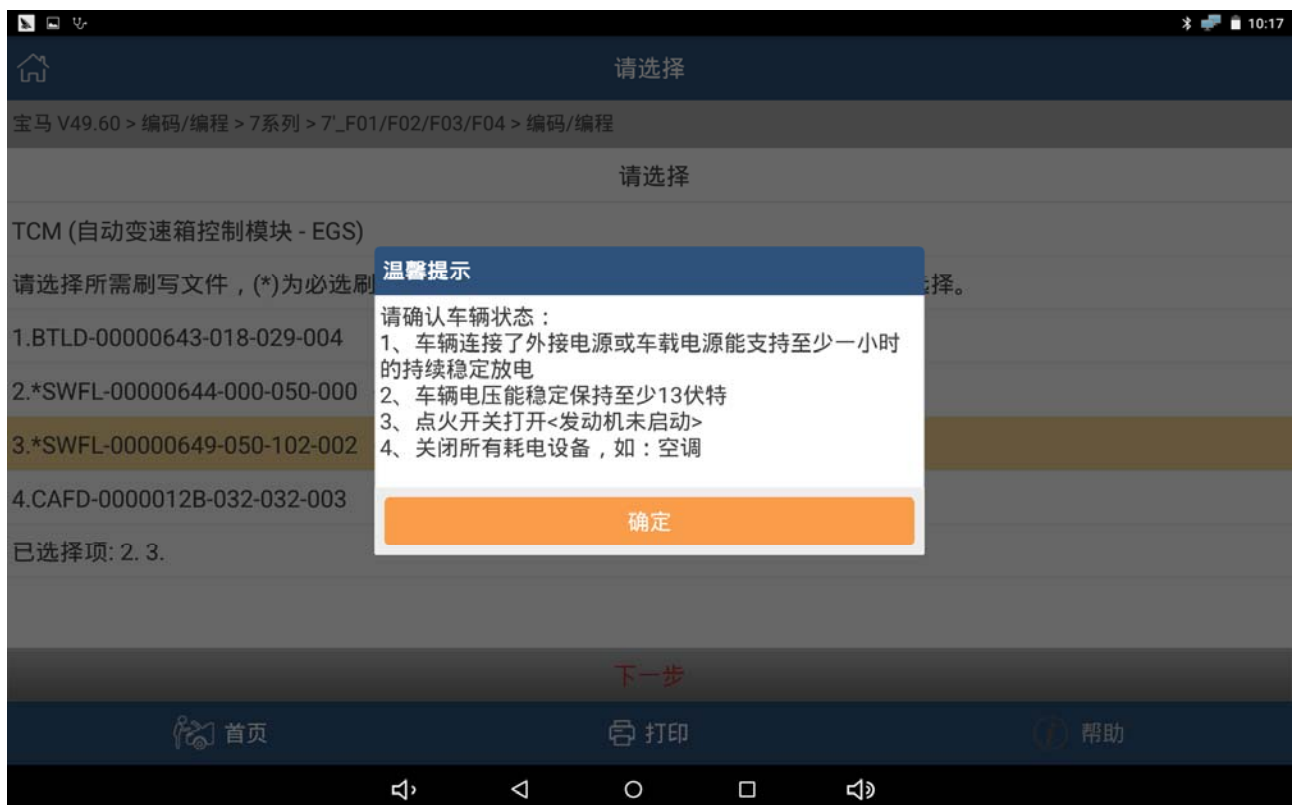 10:17
请选择
宝马 V49.60 > 编码/编程 > 7系列 > 7'_F01/F02/F03/F04 > 编码/编程
请选择
TCM (自动变速箱控制模块 - EGS)
请选择所需刷写文件，(*)为必选刷
择。
1.BTLD-00000643-018-029-004
2.*SWFL-00000644-000-050-000
3.*SWFL-00000649-050-102-002
4.CAFD-0000012B-032-032-003
已选择项: 2. 3.
温馨提示
请确认车辆状态：
1、车辆连接了外接电源或车载电源能支持至少一小时
的持续稳定放电
2、车辆电压能稳定保持至少13伏特
3、点火开关打开<发动机未启动>
4、关闭所有耗电设备，如：空调
确定
下一步
首页
打印
帮助